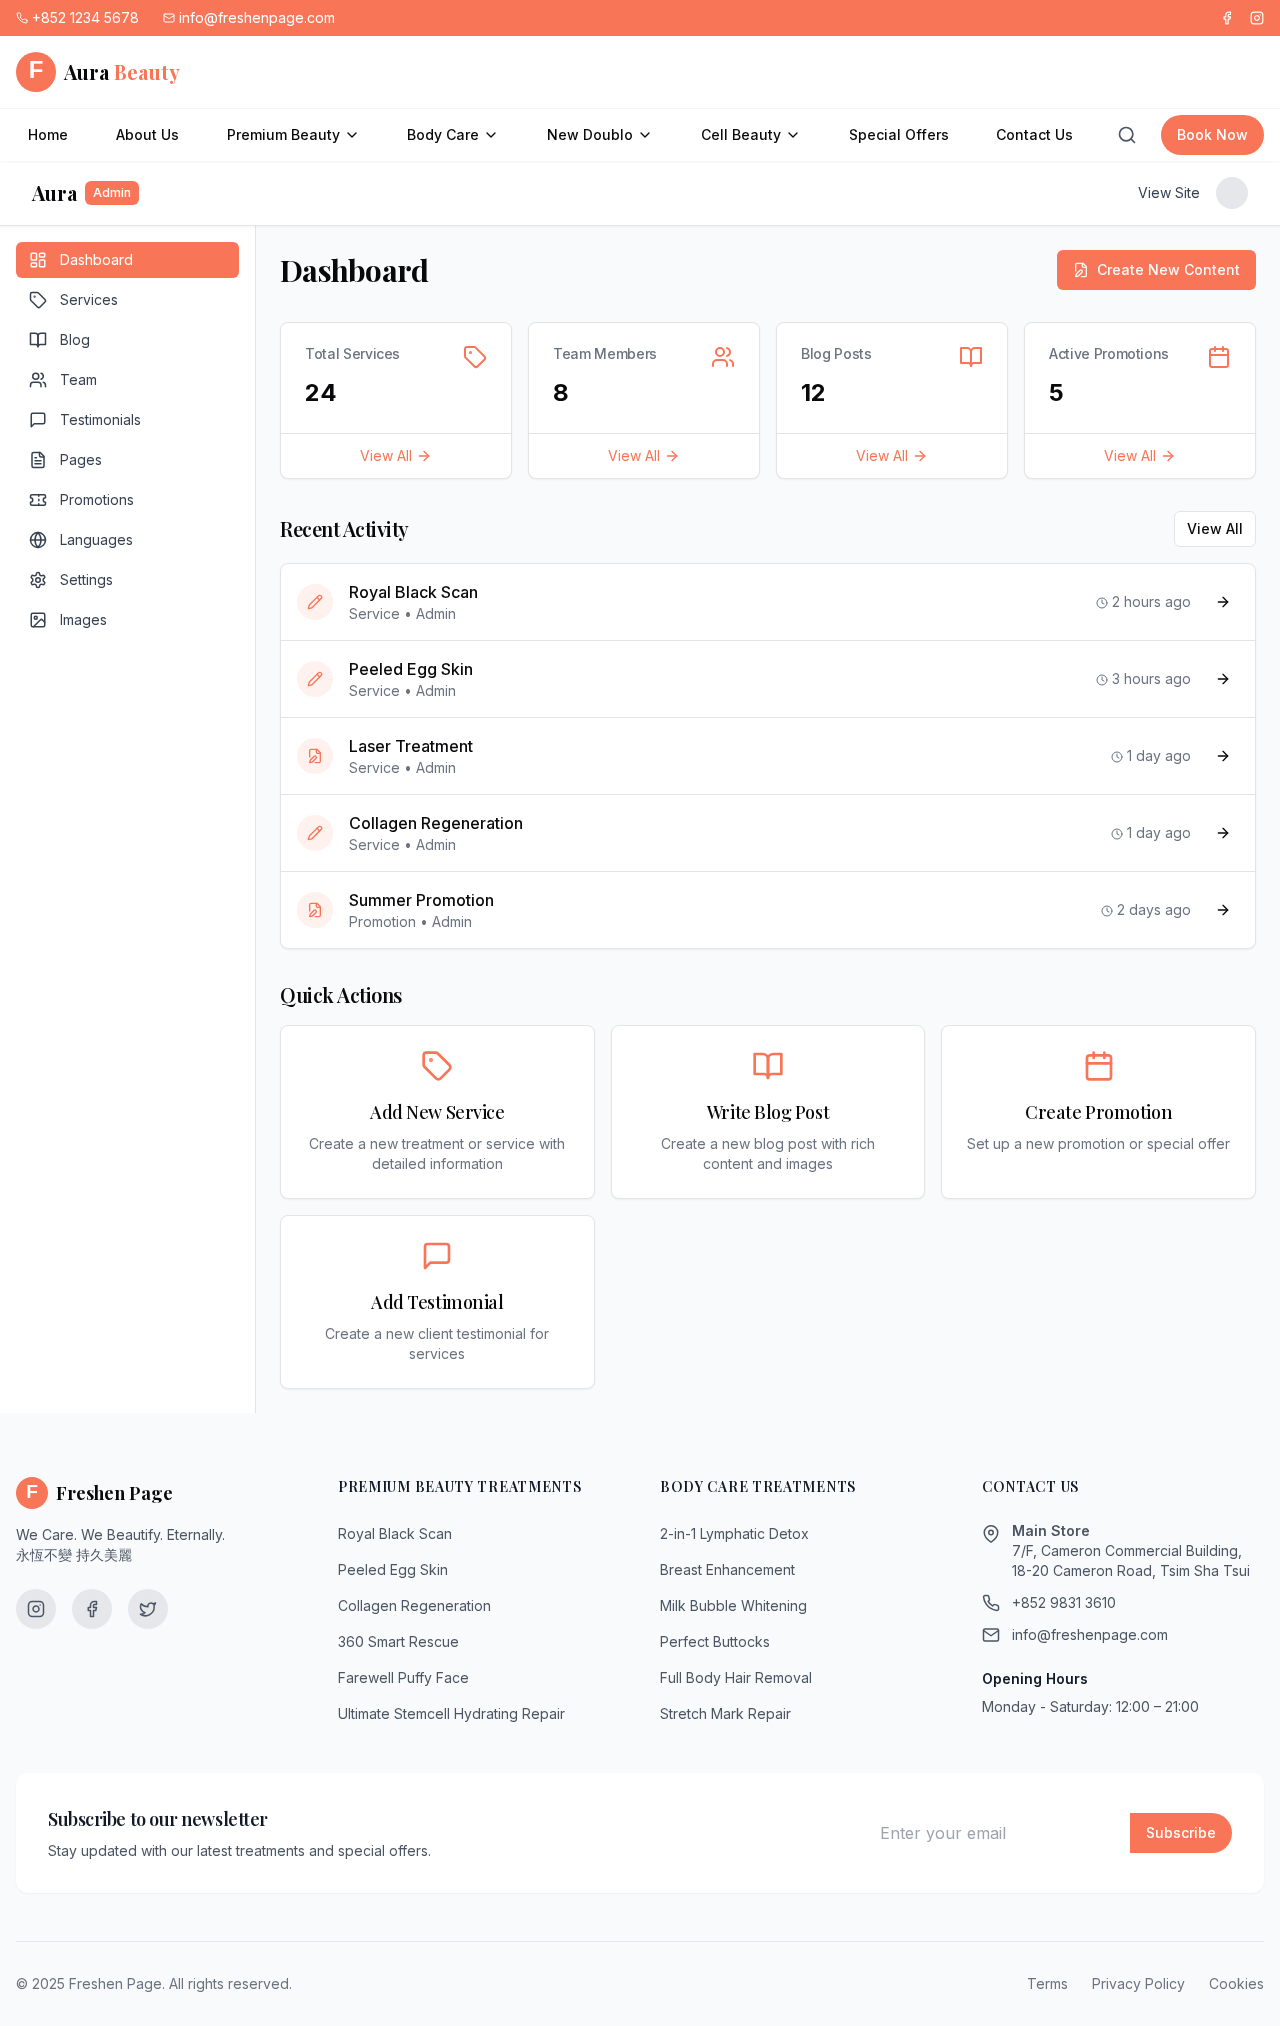 +852 1234 5678 info@freshenpage.com
F Aura Beauty
Home About Us Premium Beauty Body Care New Doublo Cell Beauty Special Offers Contact Us Book Now
Aura Admin View Site
Dashboard
Services
Blog
Team
Testimonials
Pages
Promotions
Languages
Settings
Images
Dashboard Create New Content
Total Services
24
View All
Team Members
8
View All
Blog Posts
12
View All
Active Promotions
5
View All
Recent Activity View All
Royal Black Scan
Service • Admin
2 hours ago
Peeled Egg Skin
Service • Admin
3 hours ago
Laser Treatment
Service • Admin
1 day ago
Collagen Regeneration
Service • Admin
1 day ago
Summer Promotion
Promotion • Admin
2 days ago
Quick Actions
Add New Service
Create a new treatment or service with
detailed information
Write Blog Post
Create a new blog post with rich
content and images
Create Promotion
Set up a new promotion or special offer
Add Testimonial
Create a new client testimonial for
services
F Freshen Page
We Care. We Beautify. Eternally.
永恆不變 持久美麗
PREMIUM BEAUTY TREATMENTS
Royal Black Scan
Peeled Egg Skin
Collagen Regeneration
360 Smart Rescue
Farewell Puffy Face
Ultimate Stemcell Hydrating Repair
BODY CARE TREATMENTS
2-in-1 Lymphatic Detox
Breast Enhancement
Milk Bubble Whitening
Perfect Buttocks
Full Body Hair Removal
Stretch Mark Repair
CONTACT US
Main Store
7/F, Cameron Commercial Building,
18-20 Cameron Road, Tsim Sha Tsui
+852 9831 3610
info@freshenpage.com
Opening Hours
Monday - Saturday: 12:00 – 21:00
Subscribe to our newsletter
Stay updated with our latest treatments and special offers.
Enter your email Subscribe
© 2025 Freshen Page. All rights reserved. Terms Privacy Policy Cookies